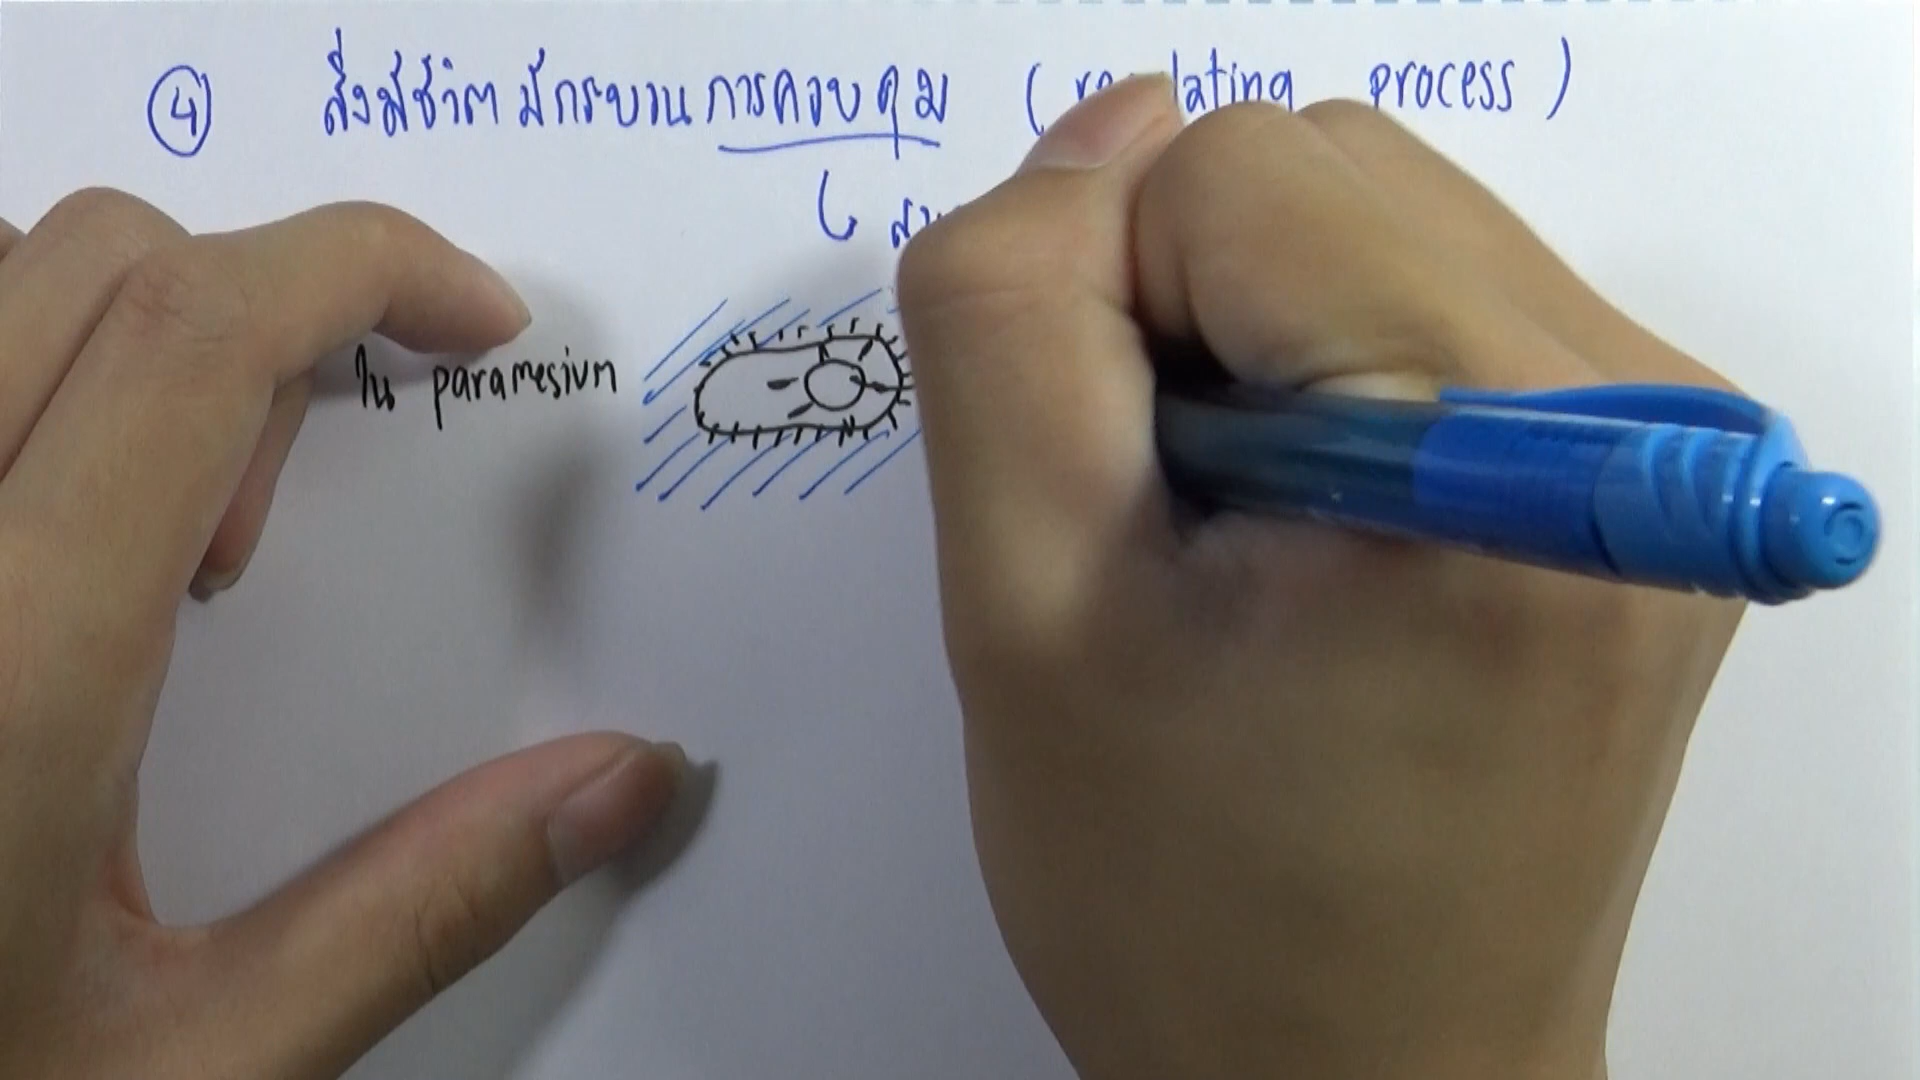 ④ สิ่งมีชีวิต มีกระบวนการควบคุม ( regulating process )
ใน paramesium